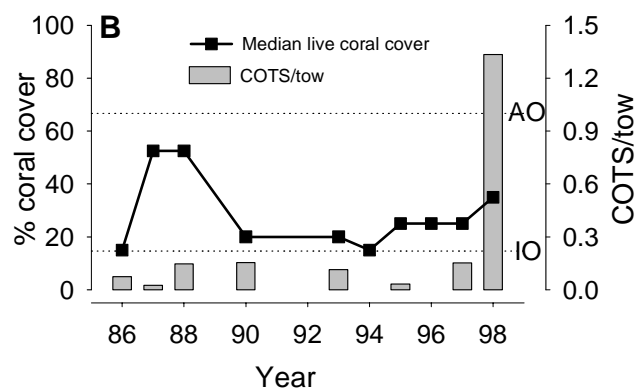 B
Median live coral cover
COTS/tow
% coral cover
100
80
60
40
20
0
AO
IO
1.5
1.2
0.9
0.6
0.3
0.0
COTS/tow
86 88 90 92 94 96 98
Year